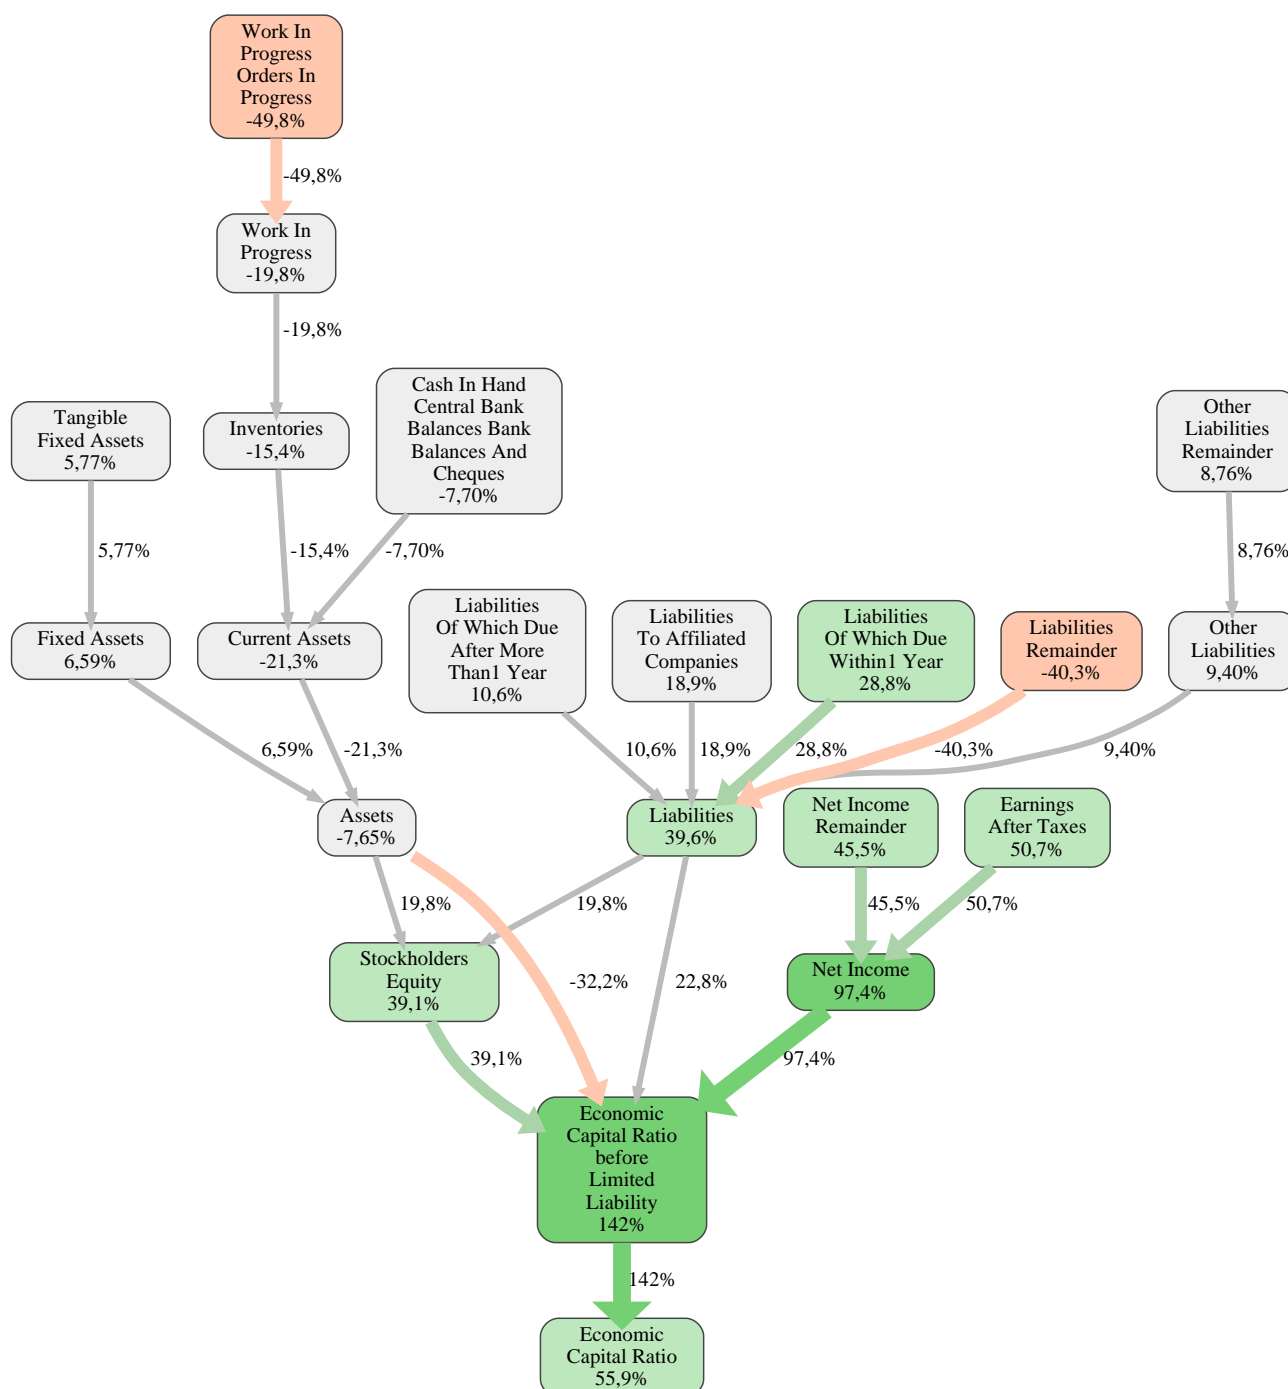 Work In
Progress
Orders In
Progress
-49,8%
-49,8%
Work In
Progress
-19,8%
-19,8%
Tangible
Fixed Assets
5,77%
Inventories
-15,4%
Cash In Hand
Central Bank
Balances Bank
Balances And
Cheques
-7,70%
Other
Liabilities
Remainder
8,76%
5,77%
-15,4%
-7,70%
8,76%
Fixed Assets
6,59%
Current Assets
-21,3%
Liabilities
Of Which Due
After More
Than1 Year
10,6%
Liabilities
To Affiliated
Companies
18,9%
Liabilities
Of Which Due
Within1 Year
28,8%
Liabilities
Remainder
-40,3%
Other
Liabilities
9,40%
6,59%
-21,3%
10,6%
18,9%
28,8%
-40,3%
9,40%
Assets
-7,65%
Liabilities
39,6%
Net Income
Remainder
45,5%
Earnings
After Taxes
50,7%
19,8%
19,8%
45,5%
50,7%
Stockholders
Equity
39,1%
-32,2%
22,8%
Net Income
97,4%
39,1%
97,4%
Economic
Capital Ratio
before
Limited
Liability
142%
142%
Economic
Capital Ratio
55,9%